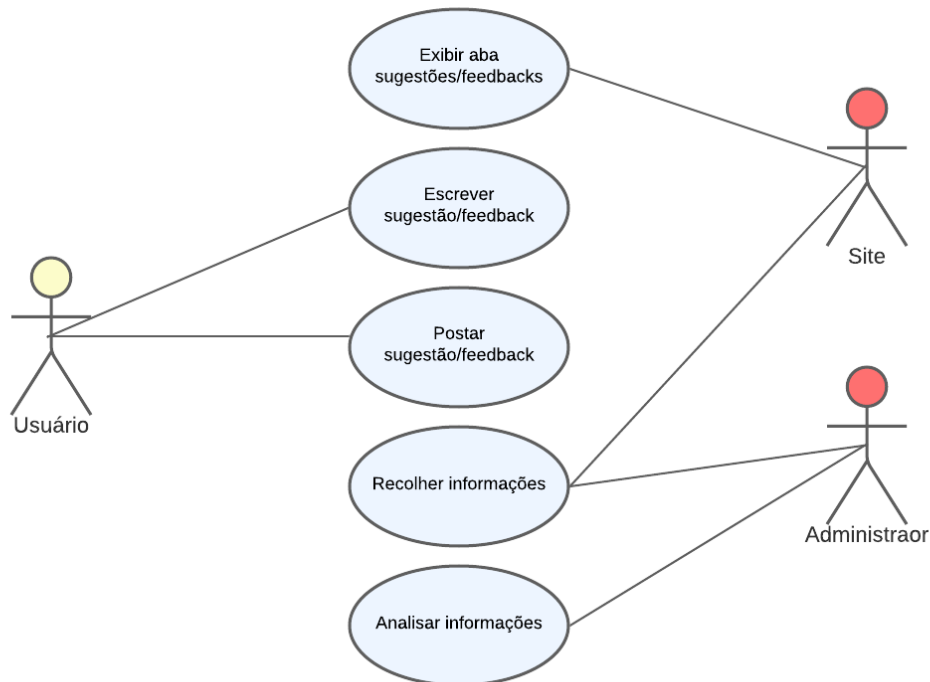 Exibir aba
sugestões/feedbacks
Escrever
sugestão/feedback
Site
Postar
sugestão/feedback
Usuário
Recolher informações
Administraor
Analisar informações